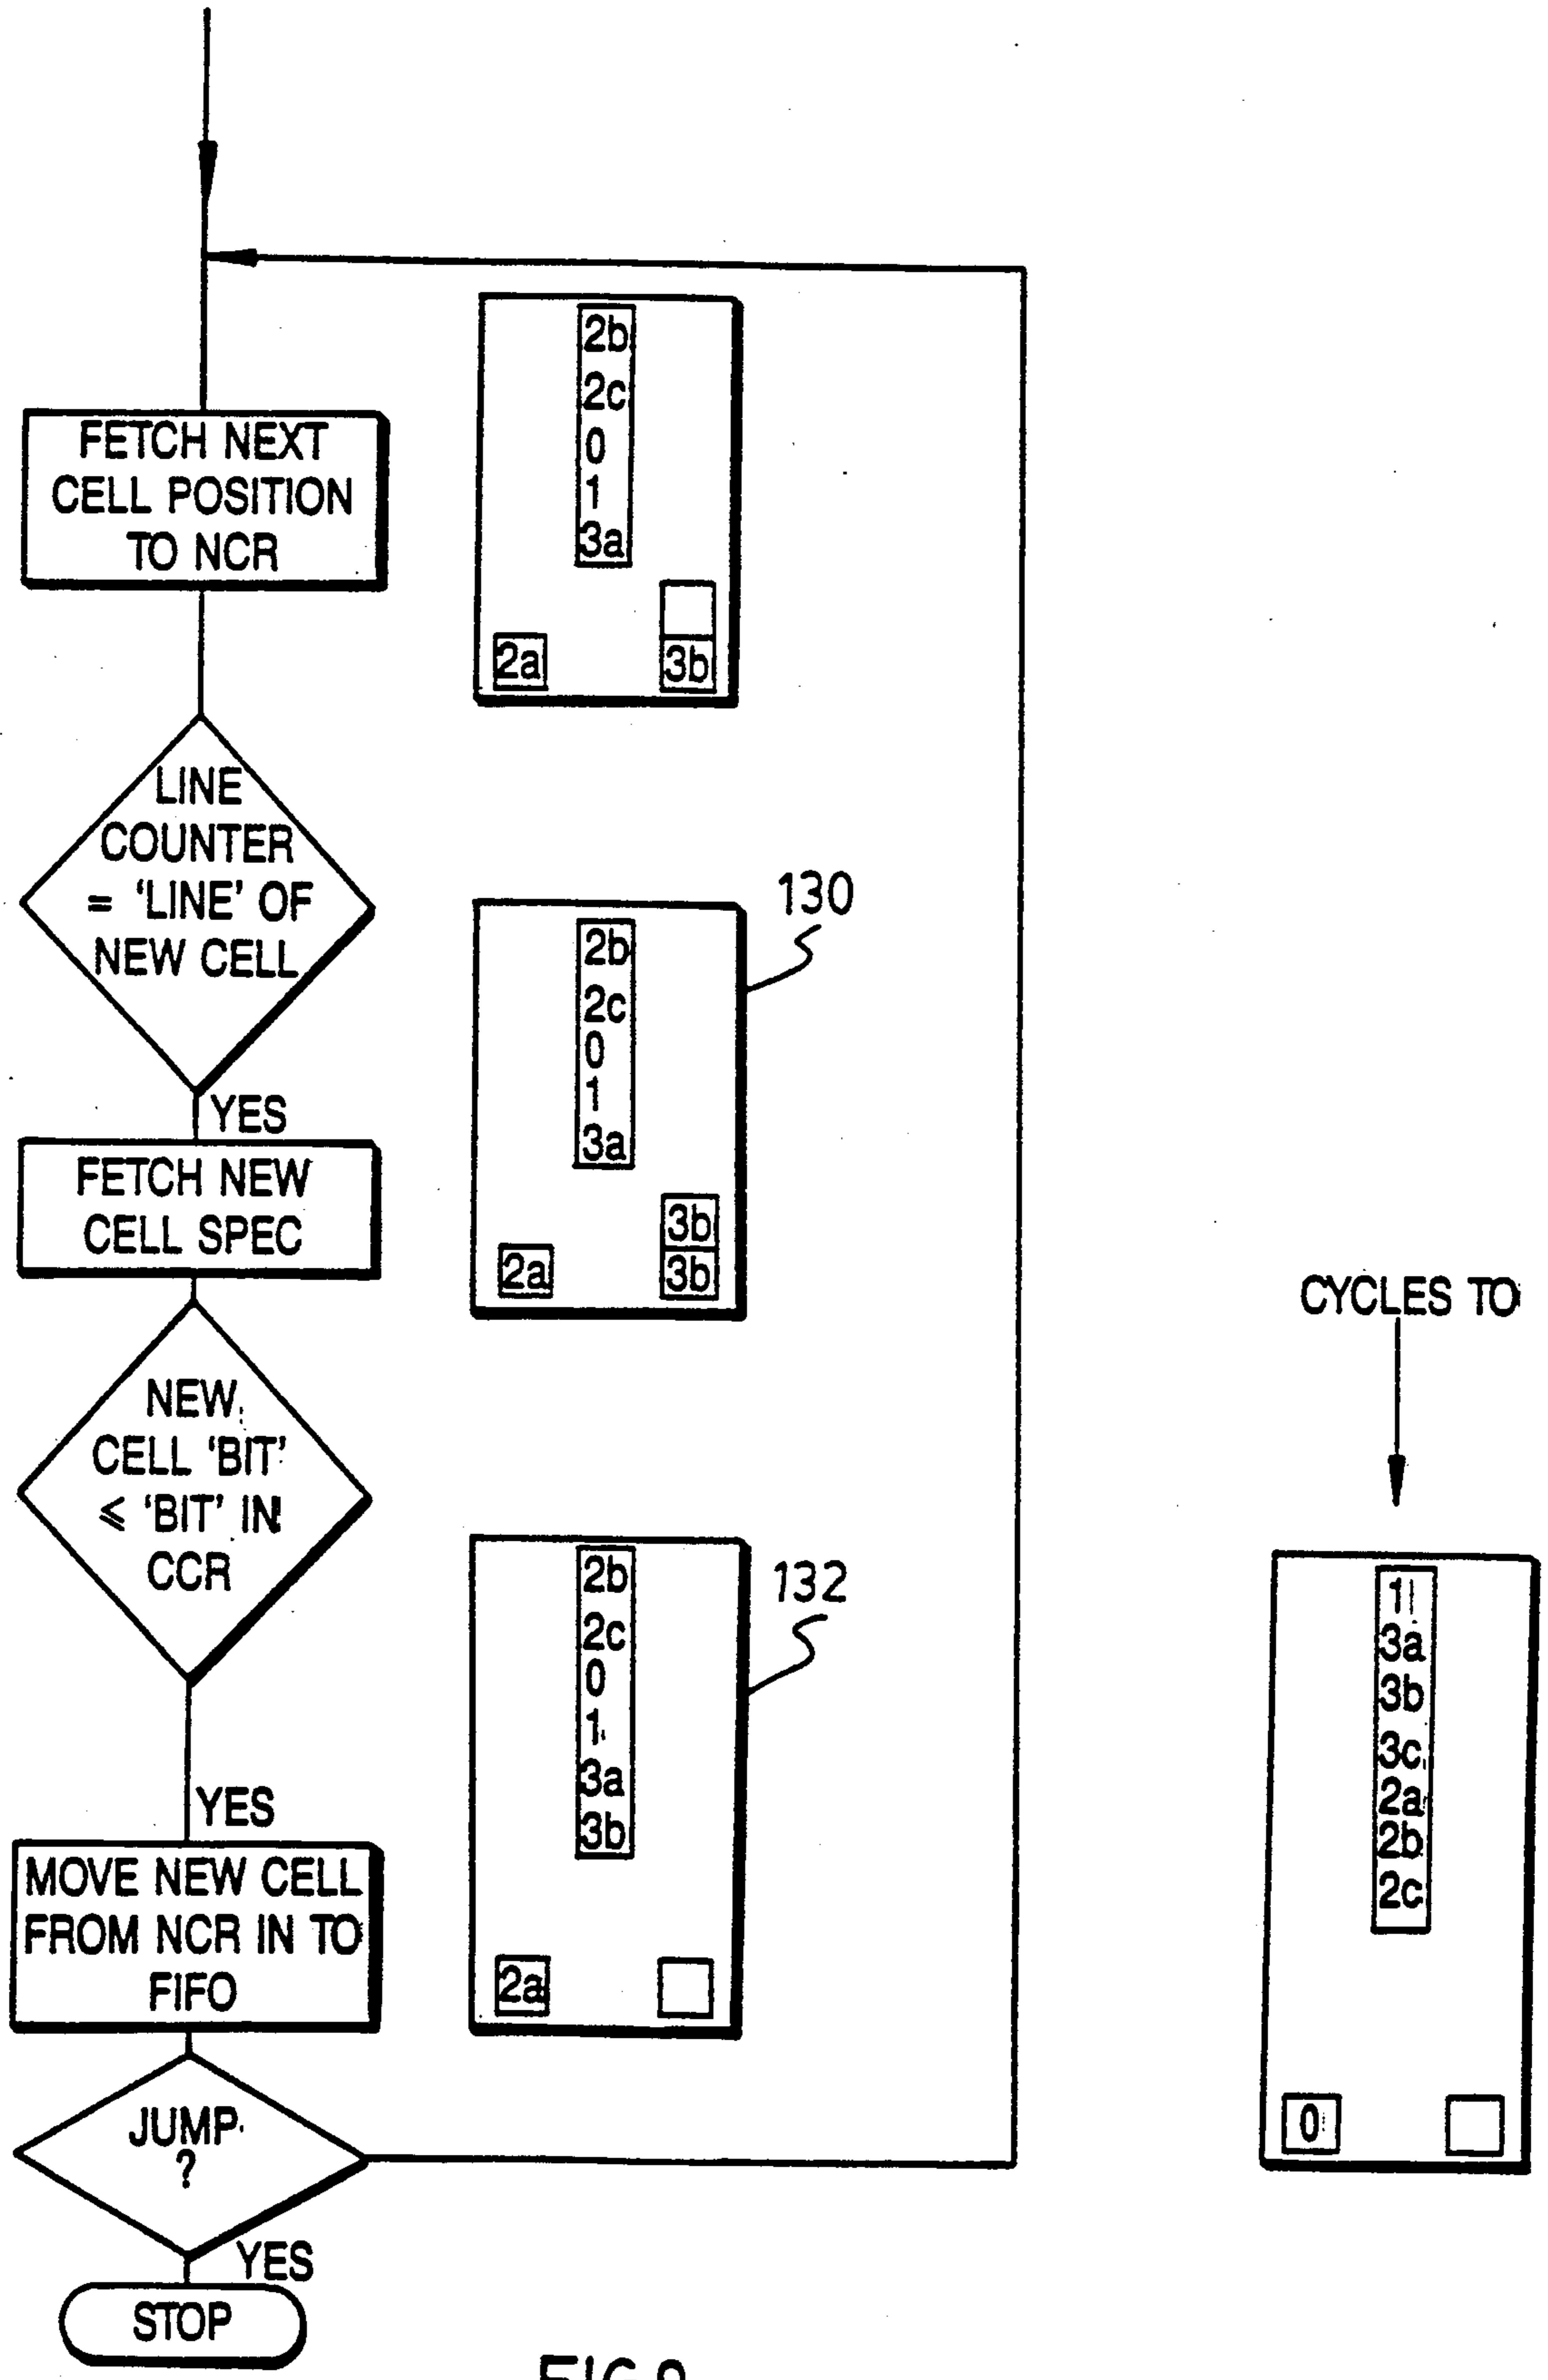 FETCH NEXT
CELL POSITION
TO NCR
2b
2c
0
1
3a
2a
3b
LINE
COUNTER
= 'LINE' OF
NEW CELL
YES
130
2b
2c
0
1
3a
3b
2a
3b
FETCH NEW
CELL SPEC
NEW
CELL 'BIT'
≤ 'BIT' IN
CCR
YES
132
2b
2c
0
1
3a
3b
2a
MOVE NEW CELL
FROM NCR IN TO
FIFO
JUMP
?
YES
STOP
CYCLES TO
1
3a
3b
3c
2a
2b
2c
0